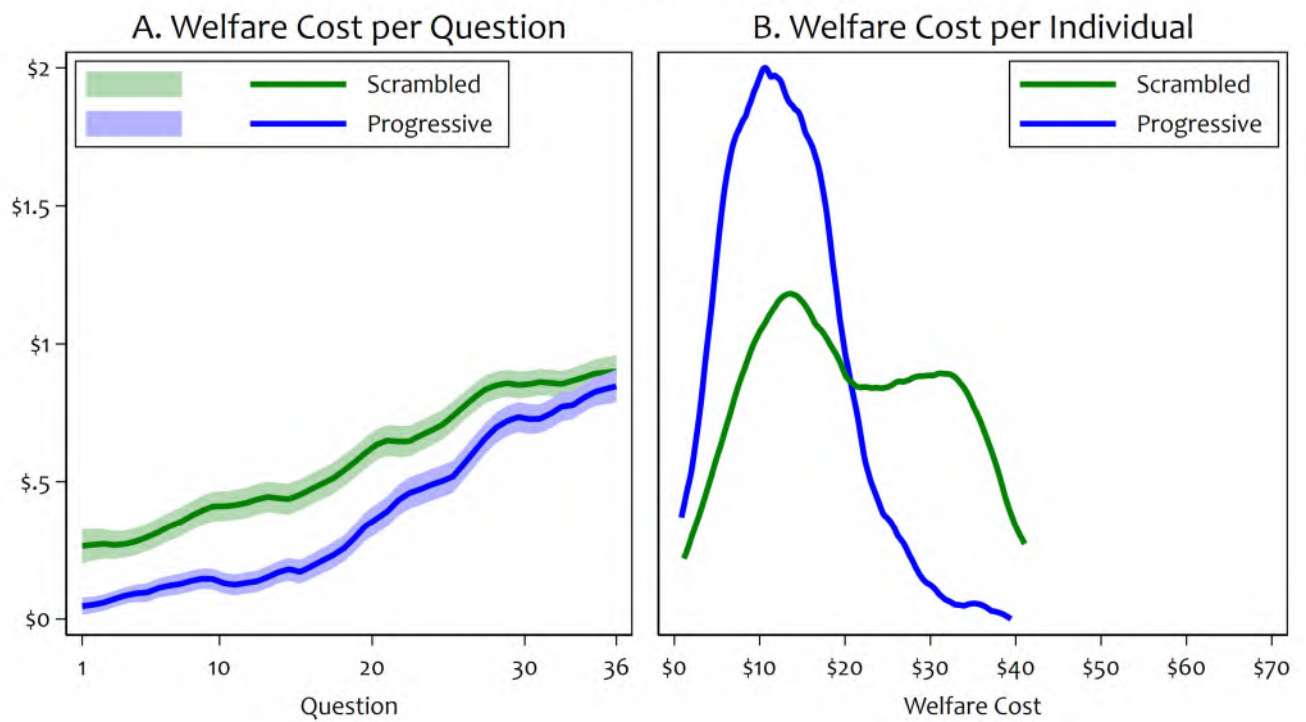 A. Welfare Cost per Question
Scrambled
Progressive
$2
$1.5
$1
$.5
$0
1 10 20 30 36
Question
B. Welfare Cost per Individual
Scrambled
Progressive
$0 $10 $20 $30 $40 $50 $60 $70
Welfare Cost